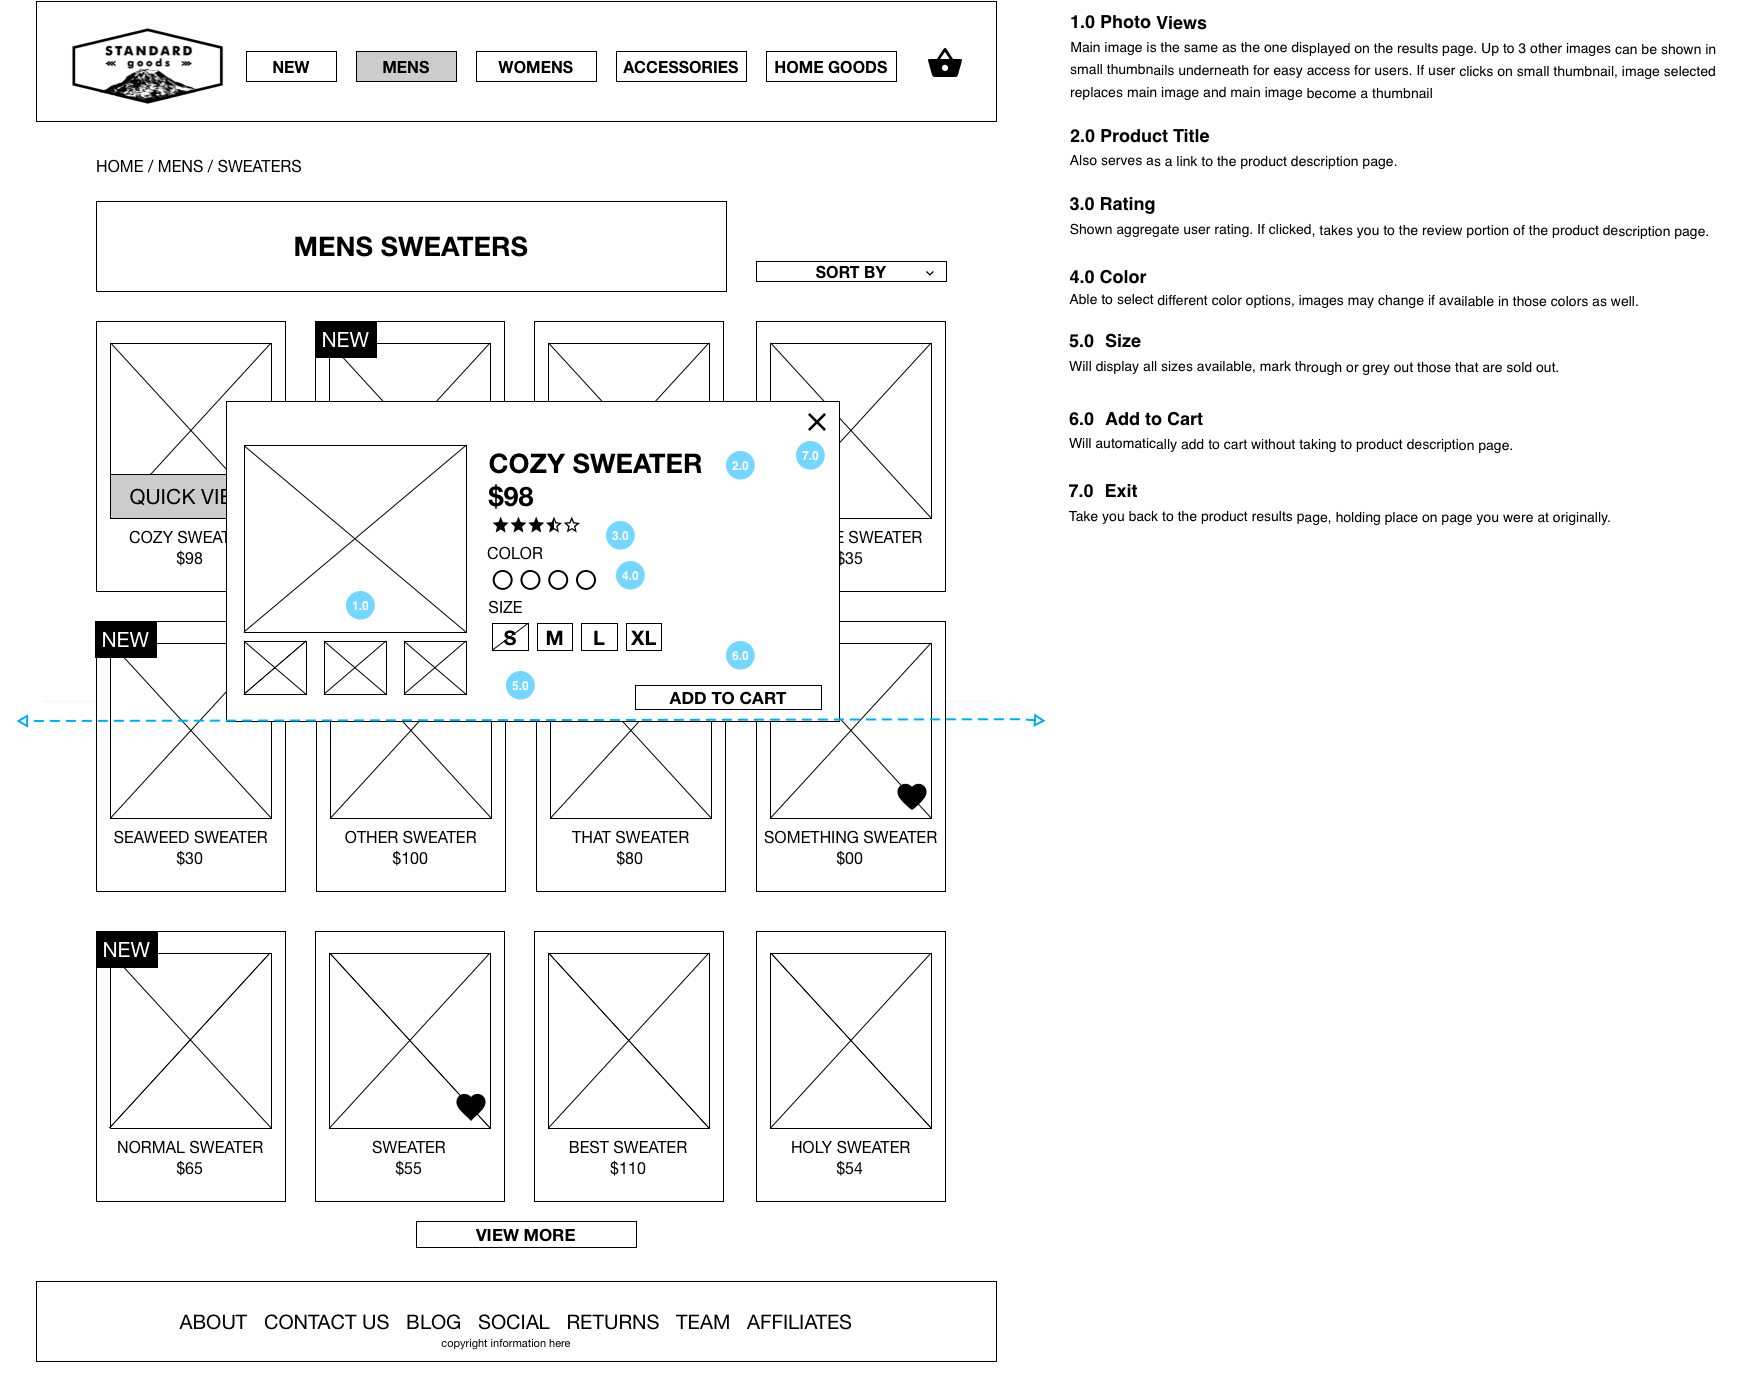 STANDARD
goods
NEW
MENS
WOMENS
ACCESSORIES
HOME GOODS
HOME / MENS / SWEATERS
MENS SWEATERS
SORT BY
NEW
QUICK VIE
COZY SWEAT
$98
E SWEATER
$35
COZY SWEATER
2.0
7.0
$98
3.0
COLOR
4.0
1.0
SIZE
S M L XL
6.0
5.0
ADD TO CART
NEW
SEAWEED SWEATER
$30
OTHER SWEATER
$100
THAT SWEATER
$80
SOMETHING SWEATER
$00
NEW
NORMAL SWEATER
$65
SWEATER
$55
BEST SWEATER
$110
HOLY SWEATER
$54
VIEW MORE
ABOUT CONTACT US BLOG SOCIAL RETURNS TEAM AFFILIATES
copyright information here
1.0 Photo Views
Main image is the same as the one displayed on the results page. Up to 3 other images can be shown in
small thumbnails underneath for easy access for users. If user clicks on small thumbnail, image selected
replaces main image and main image become a thumbnail
2.0 Product Title
Also serves as a link to the product description page.
3.0 Rating
Shown aggregate user rating. If clicked, takes you to the review portion of the product description page.
4.0 Color
Able to select different color options, images may change if available in those colors as well.
5.0 Size
Will display all sizes available, mark through or grey out those that are sold out.
6.0 Add to Cart
Will automatically add to cart without taking to product description page.
7.0 Exit
Take you back to the product results page, holding place on page you were at originally.